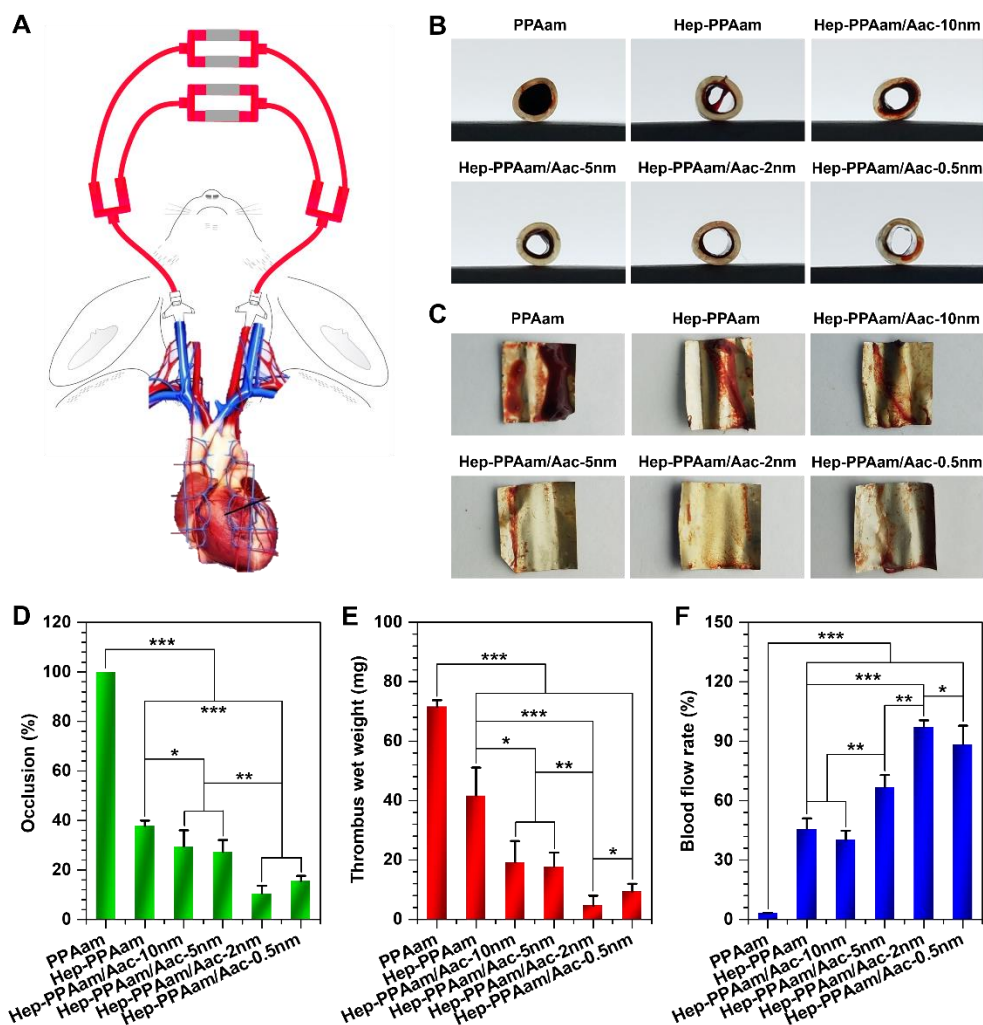 A
B
PPAam Hep-PPAam Hep-PPAam/Aac-10nm
Hep-PPAam/Aac-5nm Hep-PPAam/Aac-2nm Hep-PPAam/Aac-0.5nm
C
PPAam Hep-PPAam Hep-PPAam/Aac-10nm
Hep-PPAam/Aac-5nm Hep-PPAam/Aac-2nm Hep-PPAam/Aac-0.5nm
D
Occlusion (%)
120
100
80
60
40
20
0
***
***
*
**
PPAam
Hep-PPAam
Hep-PPAam/Aac-10nm
Hep-PPAam/Aac-5nm
Hep-PPAam/Aac-2nm
Hep-PPAam/Aac-0.5nm
E
Thrombus wet weight (mg)
100
80
60
40
20
0
***
***
*
**
*
PPAam
Hep-PPAam
Hep-PPAam/Aac-10nm
Hep-PPAam/Aac-5nm
Hep-PPAam/Aac-2nm
Hep-PPAam/Aac-0.5nm
F
Blood flow rate (%)
150
120
90
60
30
0
***
***
**
*
**
PPAam
Hep-PPAam
Hep-PPAam/Aac-10nm
Hep-PPAam/Aac-5nm
Hep-PPAam/Aac-2nm
Hep-PPAam/Aac-0.5nm